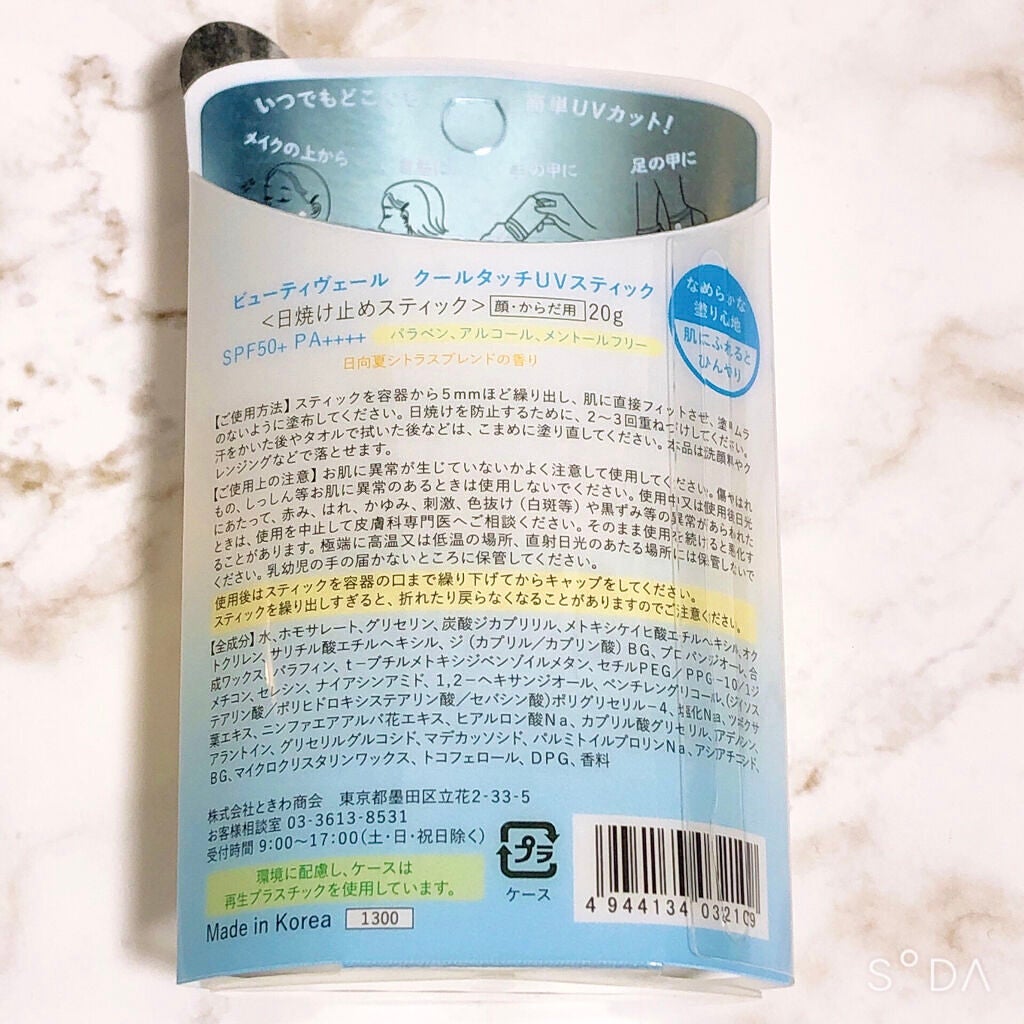 いつでもどこでも 簡単UVカット!
メイクの上から 首筋に 手の甲に 足の甲に
ビューティヴェール クールタッチUVスティック
<日焼け止めスティック> 顔・からだ用 20g
SPF50+ PA++++ パラベン、アルコール、メントールフリー
日向夏シトラスブレンドの香り
なめらかな
塗り心地
肌にふれると
ひんやり
【ご使用方法】スティックを容器から5mmほど繰り出し、肌に直接フィットさせ、塗りムラ
のないように塗布してください。日焼けを防止するために、2〜3回重ねづけしてください。
汗をかいた後やタオルで拭いた後などは、こまめに塗り直してください。本品は洗顔料やク
レンジングなどで落とせます。
【ご使用上の注意】お肌に異常が生じていないかよく注意して使用してください。傷やはれ
もの、しっしん等お肌に異常のあるときは使用しないでください。使用中又は使用後日光
にあたって、赤み、はれ、かゆみ、刺激、色抜け(白斑等)や黒ずみ等の異常があらわれた
ときは、使用を中止して皮膚科専門医へご相談ください。そのまま使用を続けると悪化す
ることがあります。極端に高温又は低温の場所、直射日光のあたる場所には保管しないで
ください。乳幼児の手の届かないところに保管してください。
使用後はスティックを容器の口まで繰り下げてからキャップをしてください。
スティックを繰り出しすぎると、折れたり戻らなくなることがありますのでご注意ください。
【全成分】水、ホモサレート、グリセリン、炭酸ジカプリリル、メトキシケイヒ酸エチルヘキシル、オク
トクリレン、サリチル酸エチルヘキシル、ジ(カプリル/カプリン酸)BG、プロパンジオール、合
成ワックス、パラフィン、t-ブチルメトキシジベンゾイルメタン、セチルPEG/PPG-10/1ジ
メチコン、セレシン、ナイアシンアミド、1,2-ヘキサンジオール、ペンチレングリコール、(ジイソス
テアリン酸/ポリヒドロキシステアリン酸/セバシン酸)ポリグリセリル-4、塩化Na、ツボクサ
葉エキス、ニンファエアアルバ花エキス、ヒアルロン酸Na、カプリル酸グリセリル、アデノシン、
アラントイン、グリセリルグルコシド、マデカッソシド、パルミトイルプロリンNa、アシアチコシド、
BG、マイクロクリスタリンワックス、トコフェロール、DPG、香料
株式会社ときわ商会 東京都墨田区立花2-33-5
お客様相談室 03-3613-8531
受付時間 9:00〜17:00(土・日・祝日除く)
環境に配慮し、ケースは
再生プラスチックを使用しています。
Made in Korea 1300
プラ
ケース
4 944134 032109
SODA